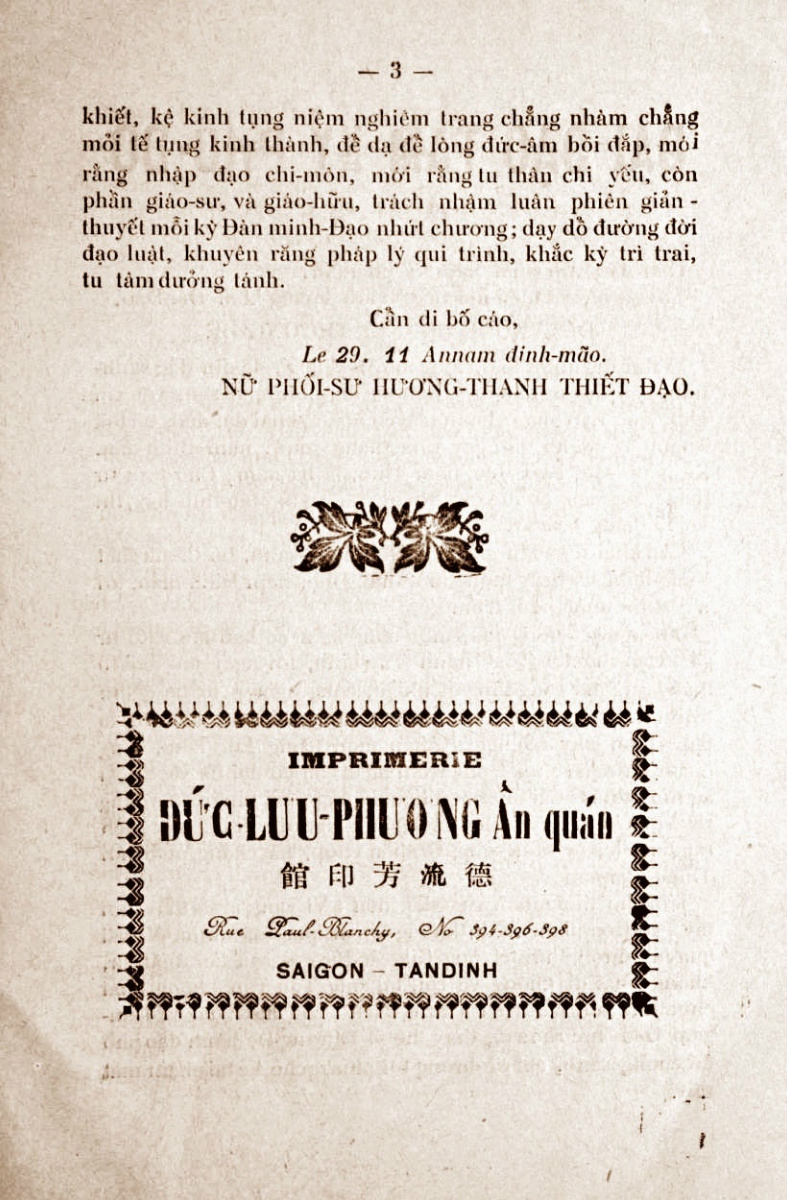 — 3 —
khiết, kệ kinh tụng niệm nghiêm trang chẳng nhàm chẳng
mỏi tế tụng kinh thành, đề dạ đề lòng đức-âm bồi đắp, mới
rằng nhập đạo chi-môn, mới rằng tu thân chi yếu, còn
phần giáo-sư, và giáo-hữu, trách nhậm luân phiên giản -
thuyết mỗi kỳ Đàn minh-Đạo nhứt chương; dạy dỗ đường đời
đạo luật, khuyên răng pháp lý qui trình, khắc kỷ trì trai,
tu tâm dưởng tánh.
Cần di bố cáo,
Le 29. 11 Annam đinh-mão.
NỮ PHỐI-SƯ HƯƠNG-THANH THIẾT ĐẠO.
IMPRIMERIE
ĐỨC-LƯU-PHƯƠNG Ấn quán
館印芳流德
Rue Paul-Blanchy, No 394-396-398
SAIGON – TANDINH